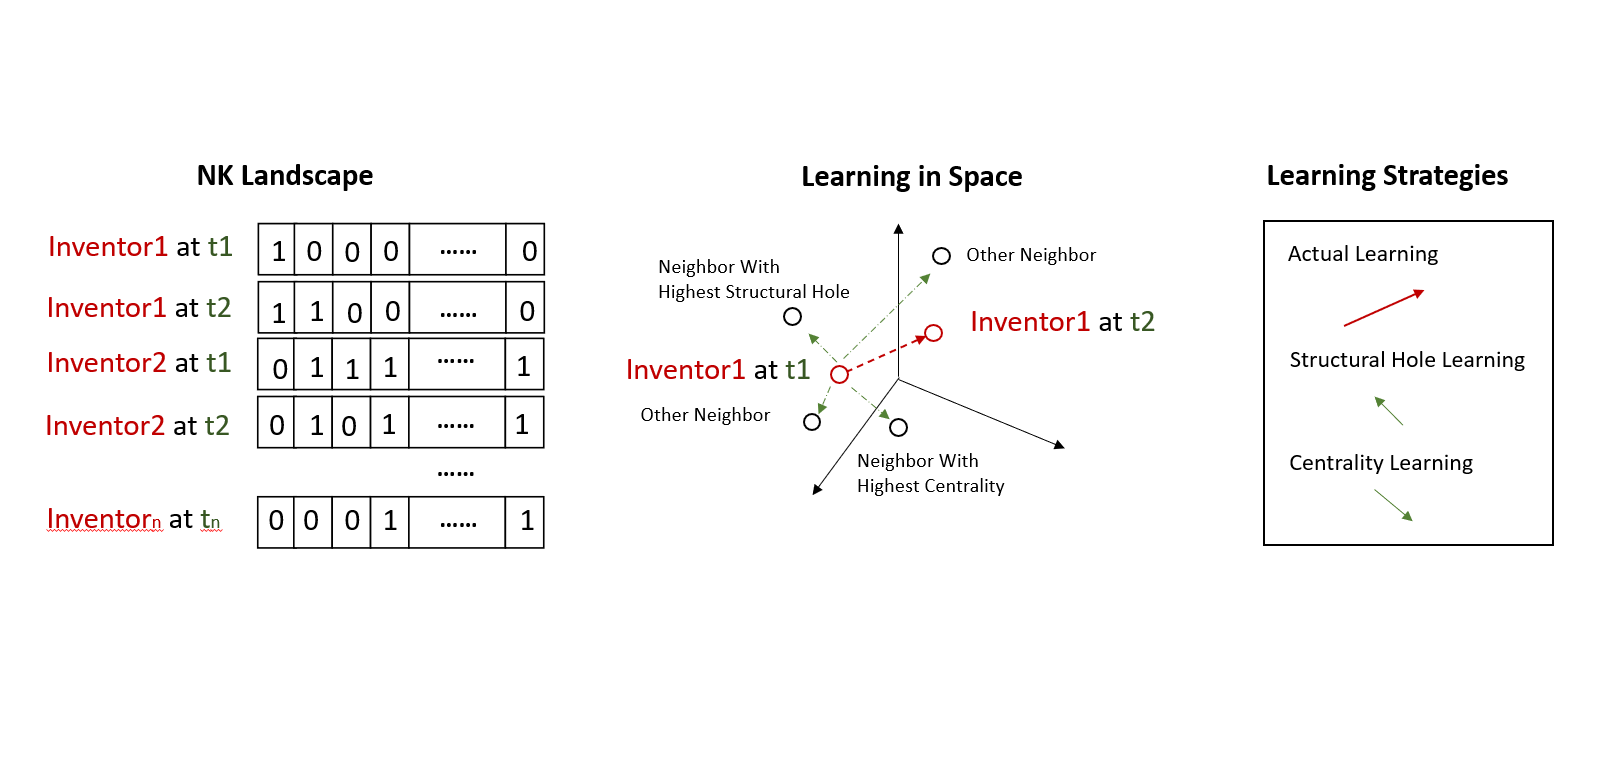 NK Landscape
Inventor1 at t1
1 0 0 0 ...... 0
Inventor1 at t2
1 1 0 0 ...... 0
Inventor2 at t1
0 1 1 1 ...... 1
Inventor2 at t2
0 1 0 1 ...... 1
......
Inventorn at tn
0 0 0 1 ...... 1
Learning in Space
Other Neighbor
Neighbor With
Highest Structural Hole
Inventor1 at t2
Inventor1 at t1
Other Neighbor
Neighbor With
Highest Centrality
Learning Strategies
Actual Learning
Structural Hole Learning
Centrality Learning